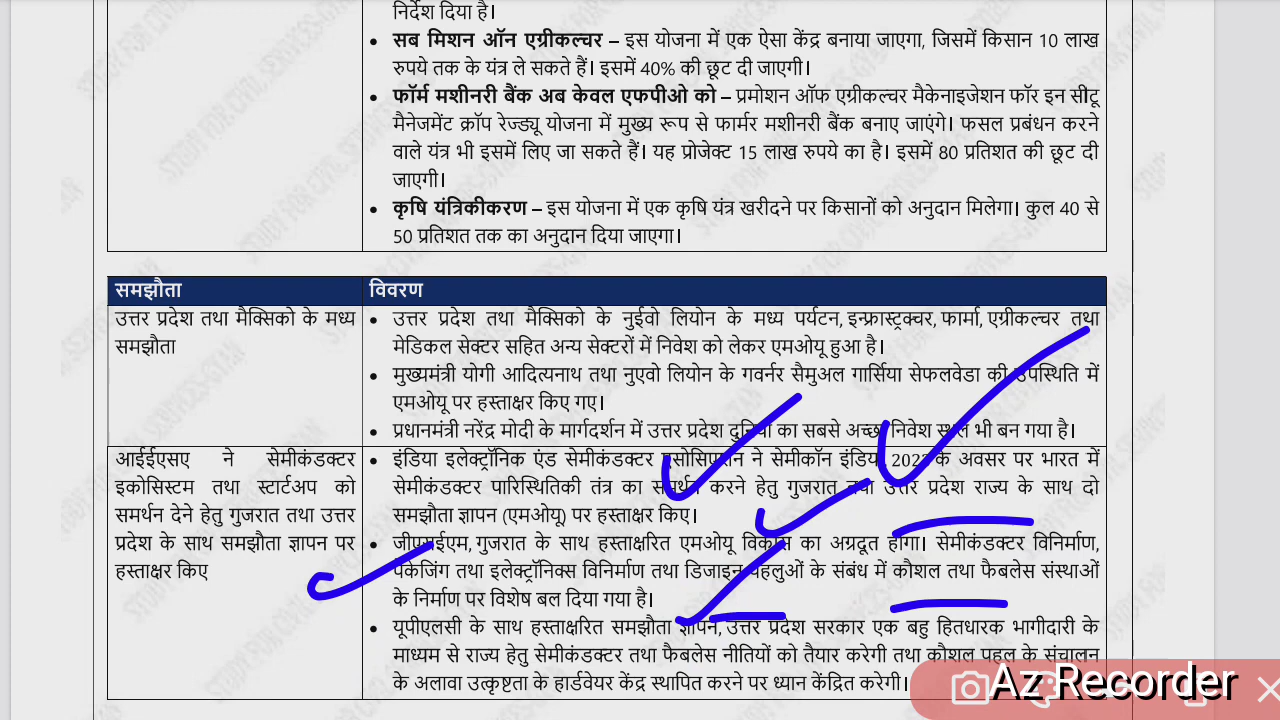 निर्देश दिया है।
• सब मिशन ऑन एग्रीकल्चर – इस योजना में एक ऐसा केंद्र बनाया जाएगा, जिसमें किसान 10 लाख
रुपये तक के यंत्र ले सकते हैं। इसमें 40% की छूट दी जाएगी।
• फॉर्म मशीनरी बैंक अब केवल एफपीओ को – प्रमोशन ऑफ एग्रीकल्चर मैकेनाइजेशन फॉर इन सीटू
मैनेजमेंट क्रॉप रेज्ड्यू योजना में मुख्य रूप से फार्मर मशीनरी बैंक बनाए जाएंगे। फसल प्रबंधन करने
वाले यंत्र भी इसमें लिए जा सकते हैं। यह प्रोजेक्ट 15 लाख रुपये का है। इसमें 80 प्रतिशत की छूट दी
जाएगी।
• कृषि यंत्रिकीकरण – इस योजना में एक कृषि यंत्र खरीदने पर किसानों को अनुदान मिलेगा। कुल 40 से
50 प्रतिशत तक का अनुदान दिया जाएगा।
समझौता विवरण
उत्तर प्रदेश तथा मैक्सिको के मध्य
समझौता
• उत्तर प्रदेश तथा मैक्सिको के नुईवो लियोन के मध्य पर्यटन, इन्फ्रास्ट्रक्चर, फार्मा, एग्रीकल्चर तथा
मेडिकल सेक्टर सहित अन्य सेक्टरों में निवेश को लेकर एमओयू हुआ है।
• मुख्यमंत्री योगी आदित्यनाथ तथा नुएवो लियोन के गवर्नर सैमुअल गार्सिया सेफलवेडा की उपस्थिति में
एमओयू पर हस्ताक्षर किए गए।
• प्रधानमंत्री नरेंद्र मोदी के मार्गदर्शन में उत्तर प्रदेश दुनिया का सबसे अच्छा निवेश स्थल भी बन गया है।
आईईएसए ने सेमीकंडक्टर
इकोसिस्टम तथा स्टार्टअप को
समर्थन देने हेतु गुजरात तथा उत्तर
प्रदेश के साथ समझौता ज्ञापन पर
हस्ताक्षर किए
• इंडिया इलेक्ट्रॉनिक एंड सेमीकंडक्टर एसोसिएशन ने सेमीकॉन इंडिया, के अवसर पर भारत में
सेमीकंडक्टर पारिस्थितिकी तंत्र का समर्थन करने हेतु गुजरात तथा उत्तर प्रदेश राज्य के साथ दो
समझौता ज्ञापन (एमओयू) पर हस्ताक्षर किए।
• जीएसईएम, गुजरात के साथ हस्ताक्षरित एमओयू विकास का अग्रदूत होगा। सेमीकंडक्टर विनिर्माण,
पैकेजिंग तथा इलेक्ट्रॉनिक्स विनिर्माण तथा डिजाइन पहलुओं के संबंध में कौशल तथा फैबलेस संस्थाओं
के निर्माण पर विशेष बल दिया गया है।
• यूपीएलसी के साथ हस्ताक्षरित समझौता ज्ञापन, उत्तर प्रदेश सरकार एक बहु हितधारक भागीदारी के
माध्यम से राज्य हेतु सेमीकंडक्टर तथा फैबलेस नीतियों को तैयार करेगी तथा कौशल पहल के संचालन
के अलावा उत्कृष्टता के हार्डवेयर केंद्र स्थापित करने पर ध्यान केंद्रित करेगी।
Az Recorder